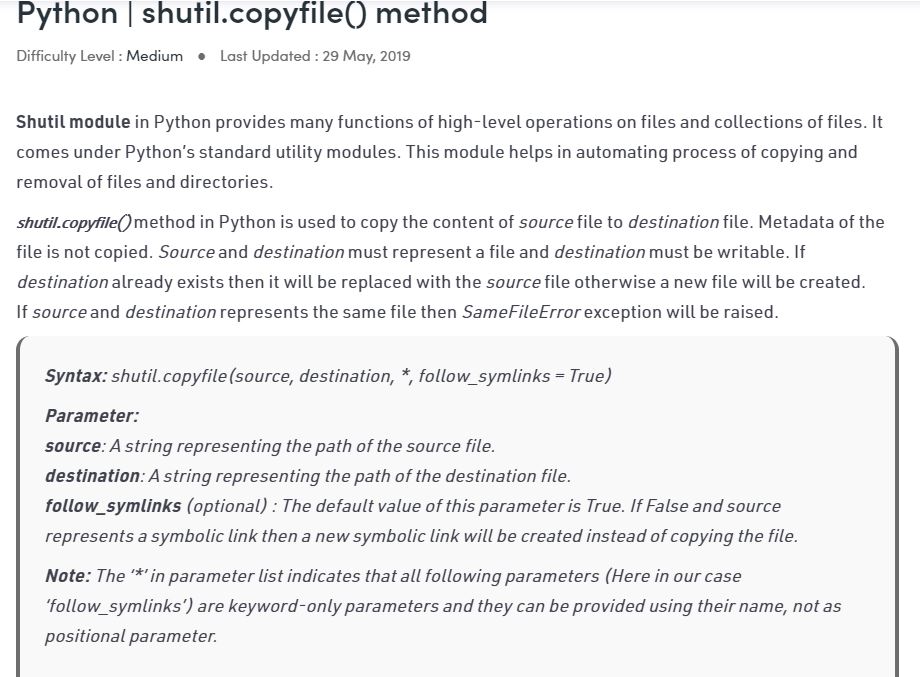 Python | shutil.copyfile() method
Difficulty Level : Medium ● Last Updated : 29 May, 2019
Shutil module in Python provides many functions of high-level operations on files and collections of files. It
comes under Python’s standard utility modules. This module helps in automating process of copying and
removal of files and directories.
shutil.copyfile() method in Python is used to copy the content of source file to destination file. Metadata of the
file is not copied. Source and destination must represent a file and destination must be writable. If
destination already exists then it will be replaced with the source file otherwise a new file will be created.
If source and destination represents the same file then SameFileError exception will be raised.
Syntax: shutil.copyfile(source, destination, *, follow_symlinks = True)
Parameter:
source: A string representing the path of the source file.
destination: A string representing the path of the destination file.
follow_symlinks (optional) : The default value of this parameter is True. If False and source
represents a symbolic link then a new symbolic link will be created instead of copying the file.
Note: The ‘*’ in parameter list indicates that all following parameters (Here in our case
‘follow_symlinks’) are keyword-only parameters and they can be provided using their name, not as
positional parameter.